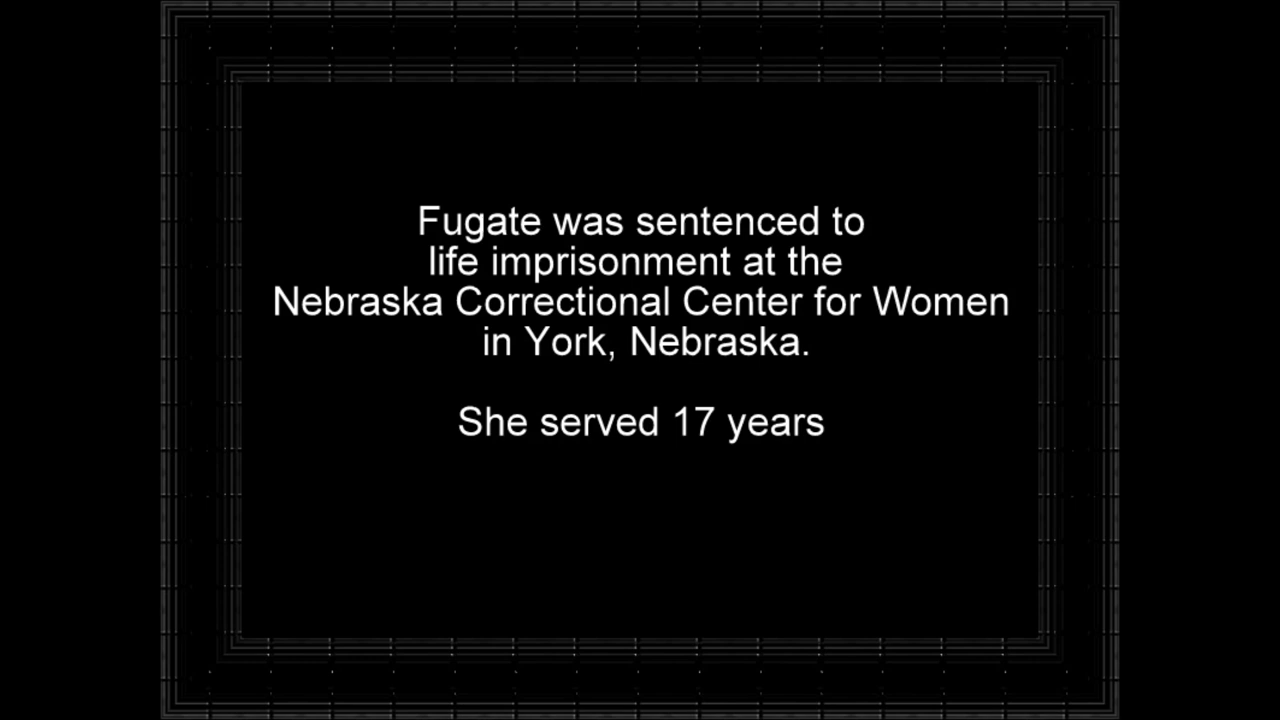 Fugate was sentenced to
life imprisonment at the
Nebraska Correctional Center for Women
in York, Nebraska.
She served 17 years